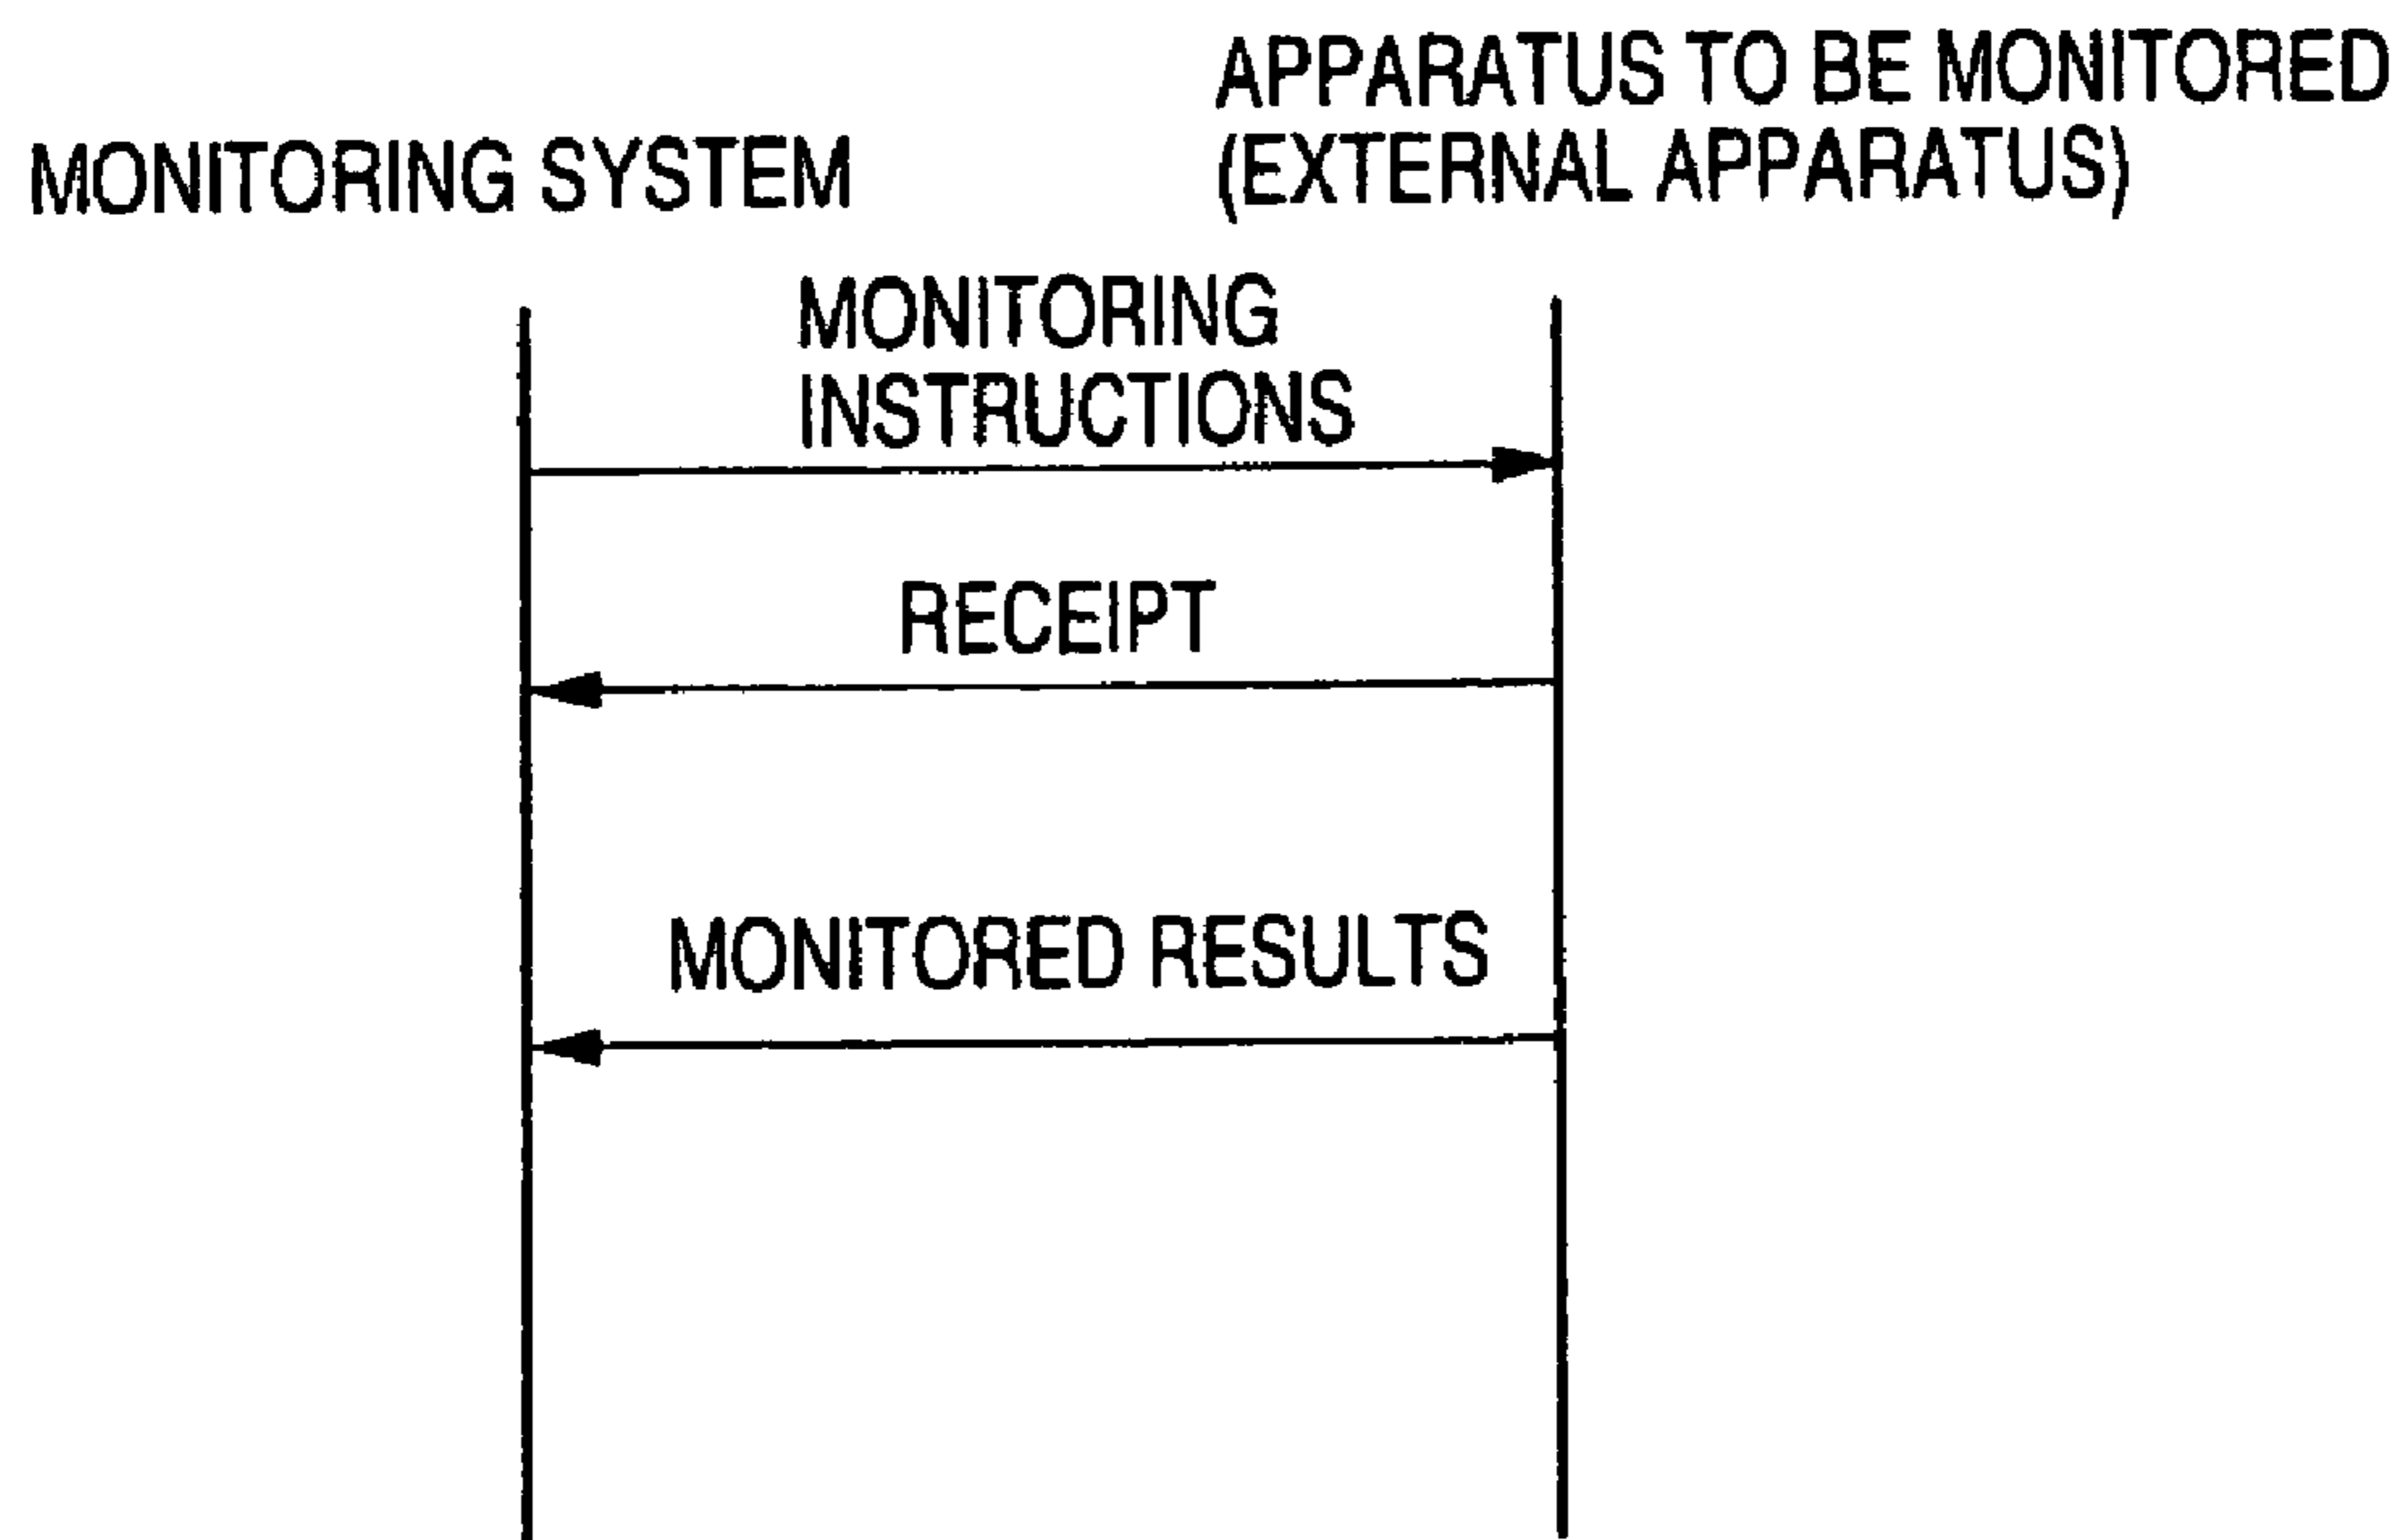 MONITORING SYSTEM
APPARATUS TO BE MONITORED
(EXTERNAL APPARATUS)
MONITORING
INSTRUCTIONS
RECEIPT
MONITORED RESULTS